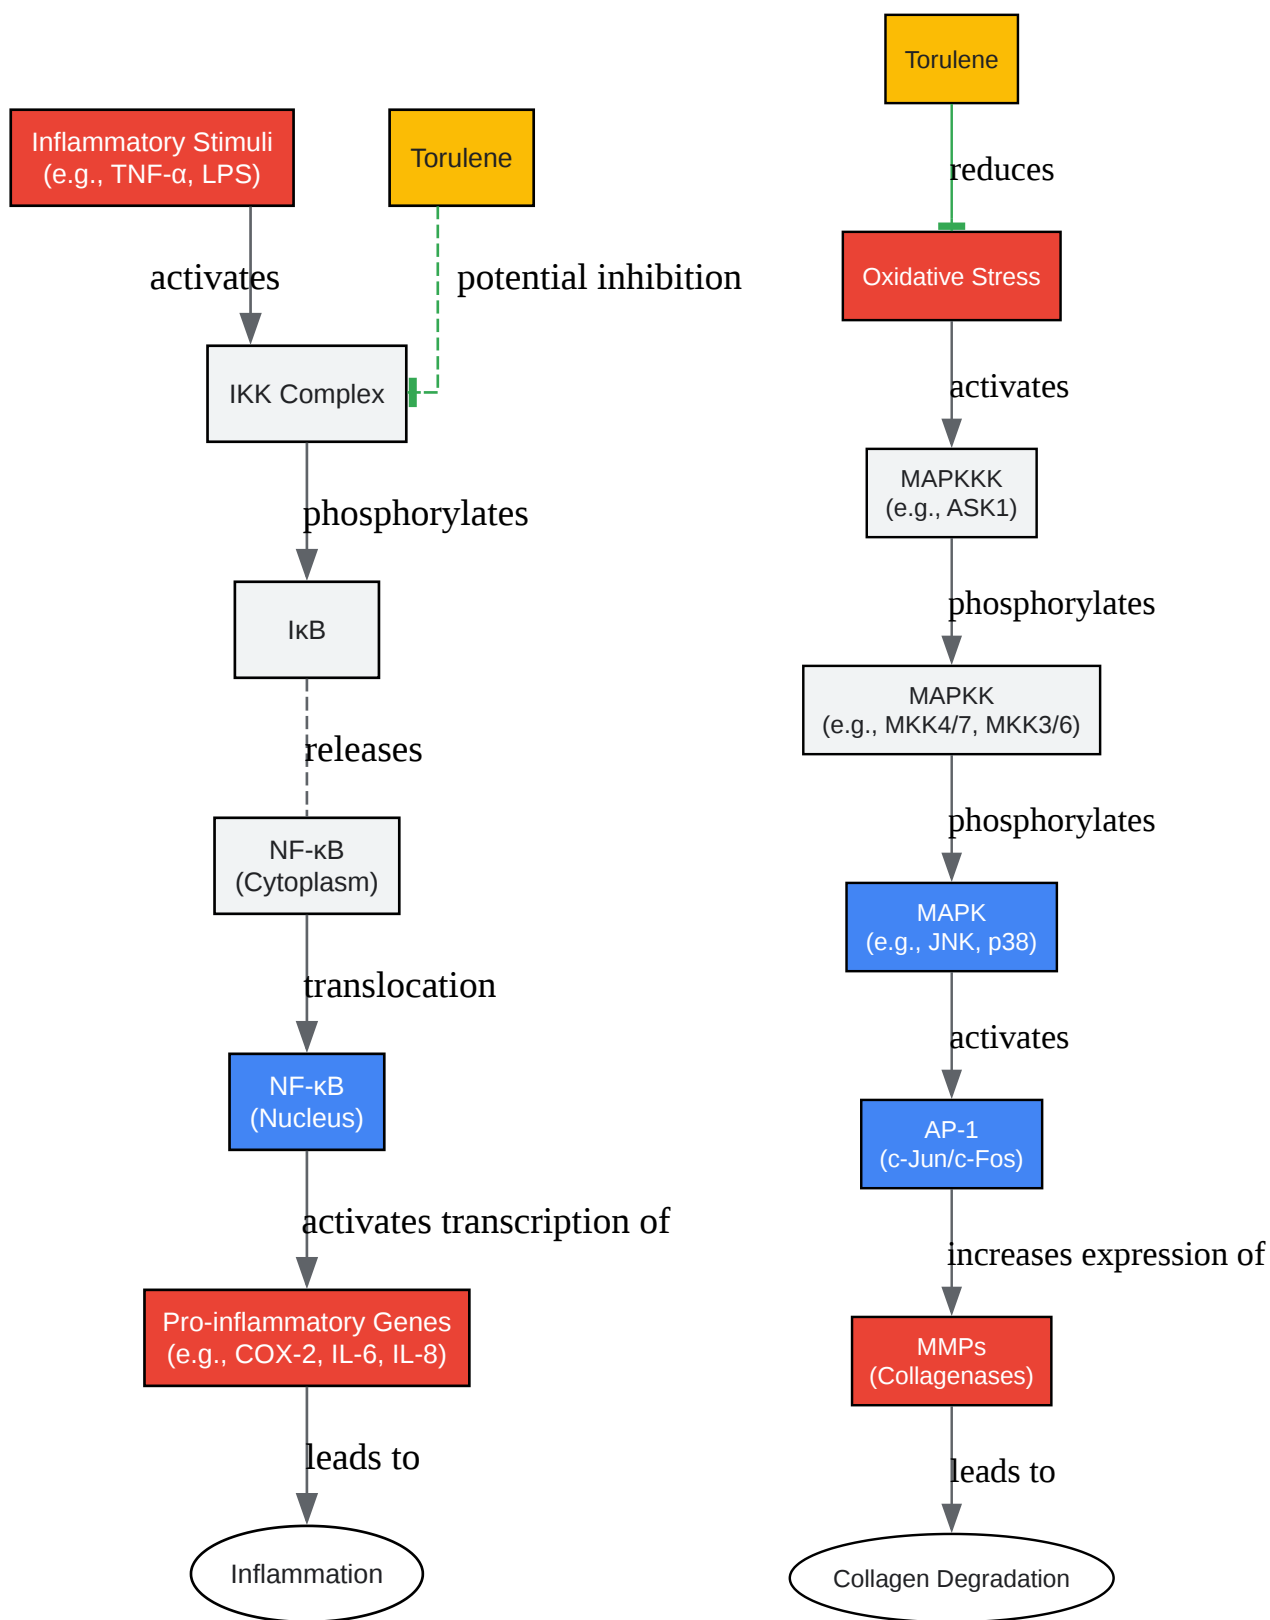 Inflammatory Stimuli
(e.g., TNF-α, LPS)
Torulene
activates
potential inhibition
IKK Complex
phosphorylates
IκB
releases
NF-κB
(Cytoplasm)
translocation
NF-κB
(Nucleus)
activates transcription of
Pro-inflammatory Genes
(e.g., COX-2, IL-6, IL-8)
leads to
Inflammation
Torulene
reduces
Oxidative Stress
activates
MAPKKK
(e.g., ASK1)
phosphorylates
MAPKK
(e.g., MKK4/7, MKK3/6)
phosphorylates
MAPK
(e.g., JNK, p38)
activates
AP-1
(c-Jun/c-Fos)
increases expression of
MMPs
(Collagenases)
leads to
Collagen Degradation